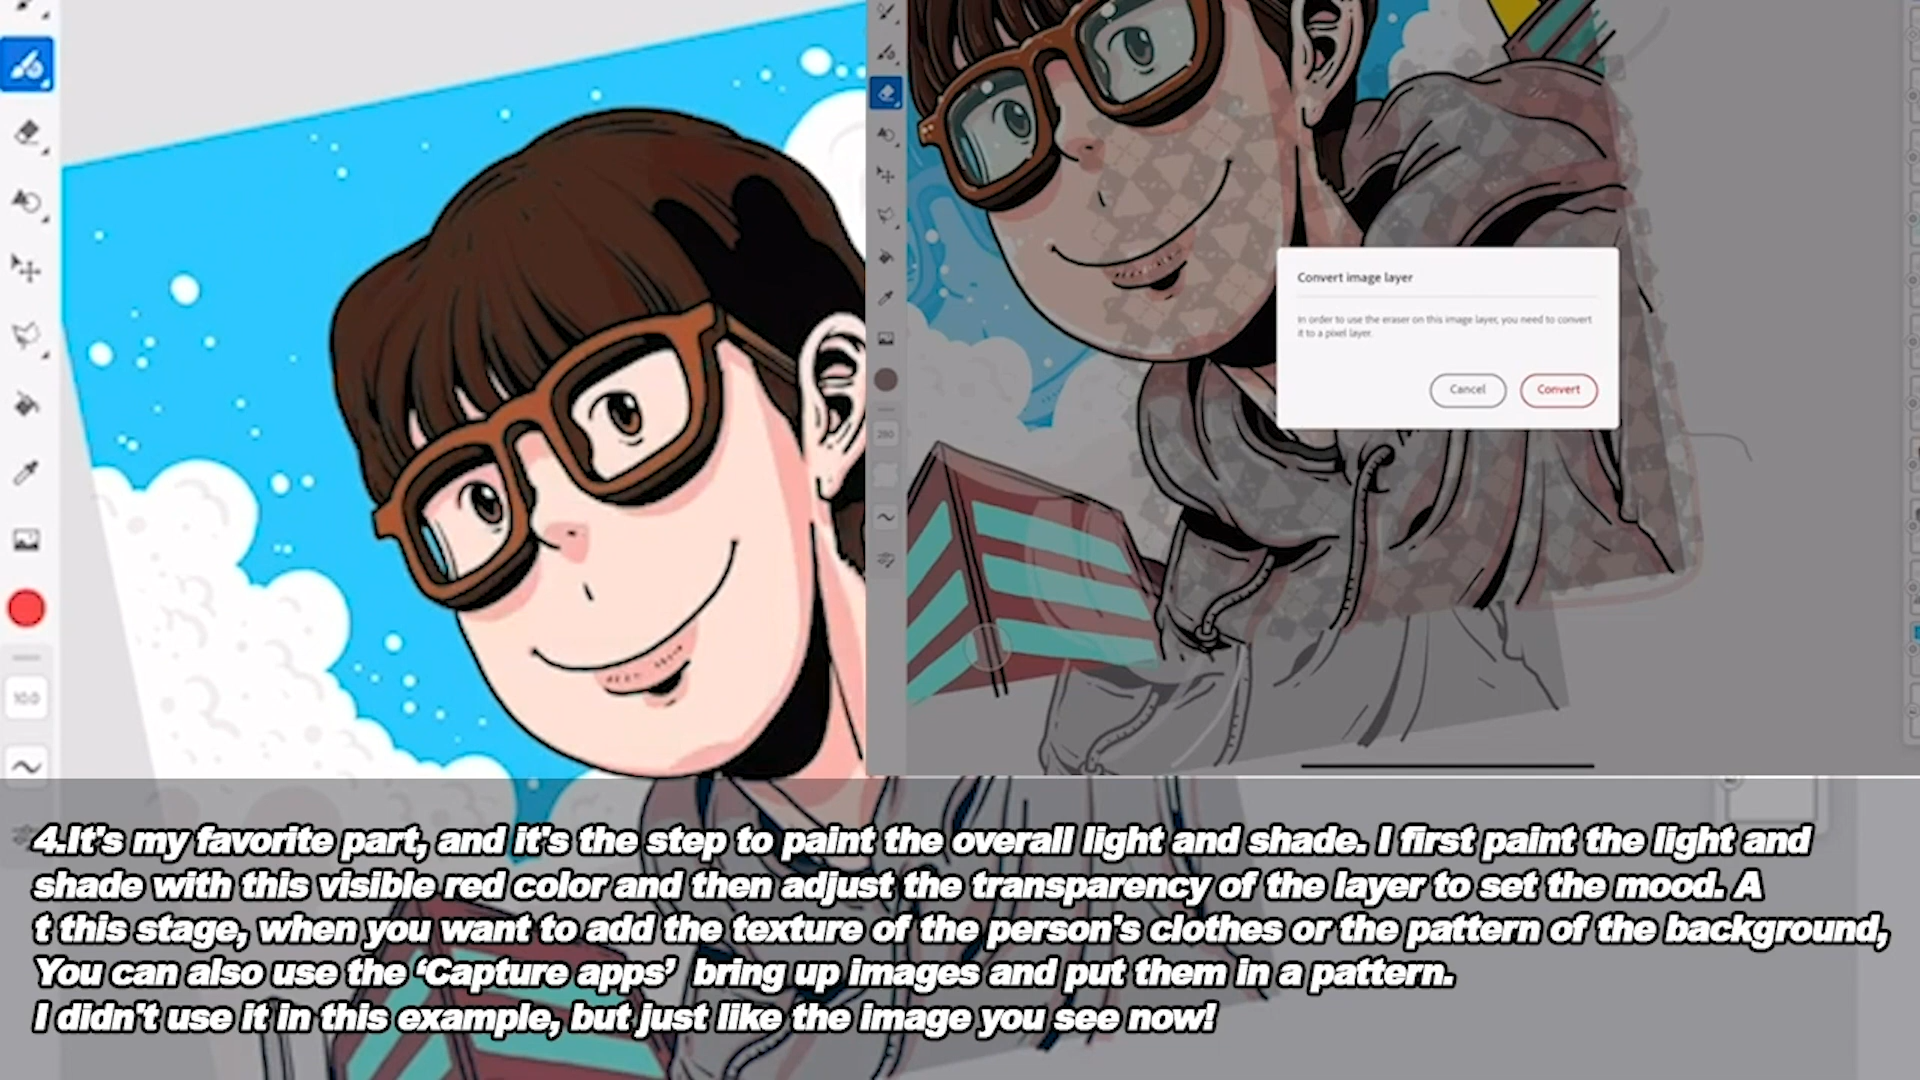 Convert image layer
In order to use the eraser on this image layer, you need to convert
it to a pixel layer.
Cancel
Convert
280
10.0
4.It's my favorite part, and it's the step to paint the overall light and shade. I first paint the light and
shade with this visible red color and then adjust the transparency of the layer to set the mood. A
t this stage, when you want to add the texture of the person's clothes or the pattern of the background,
You can also use the ‘Capture apps’  bring up images and put them in a pattern.
I didn't use it in this example, but just like the image you see now!